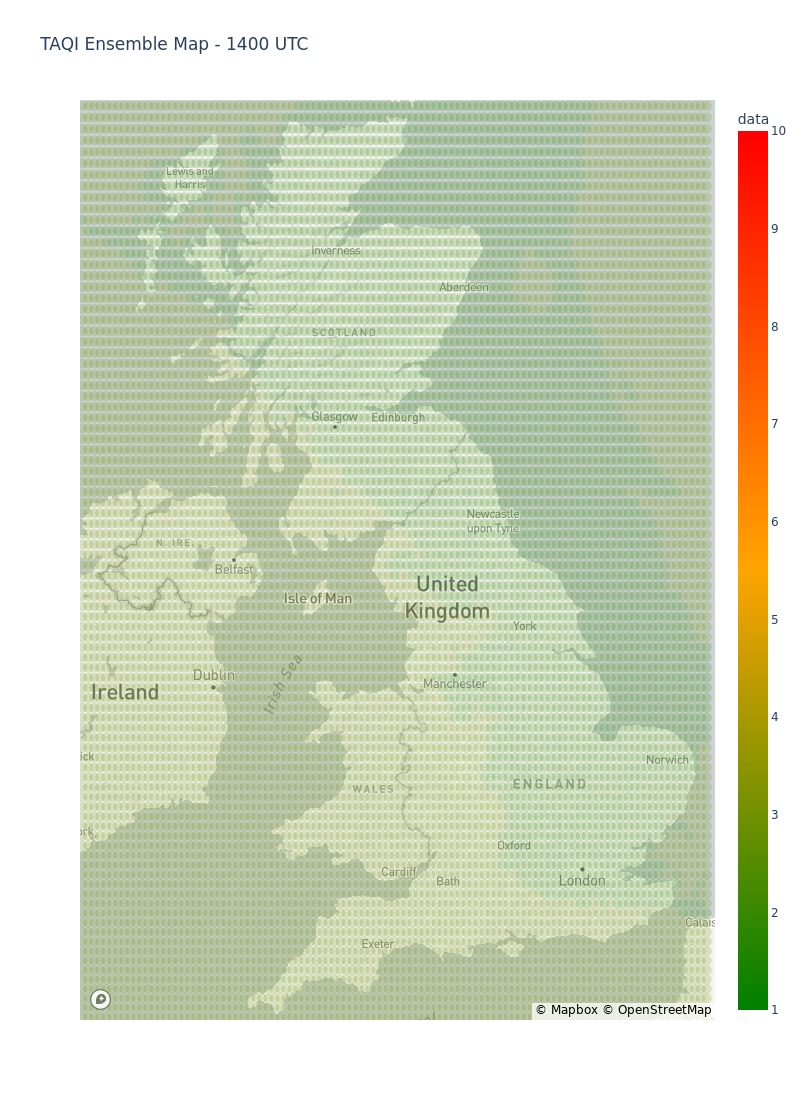 TAQI Ensemble Map - 1400 UTC
data
10
9
8
7
6
5
4
3
2
1
Lewis and
Harris
Inverness
Aberdeen
SCOTLAND
Glasgow
Edinburgh
Newcastle
upon Tyne
N. IRE.
Belfast
Isle of Man
United
Kingdom
York
Dublin
Manchester
Ireland
Irish Sea
ick
Norwich
WALES
ENGLAND
rk
Oxford
Cardiff
Bath
London
Calais
Exeter
© Mapbox © OpenStreetMap